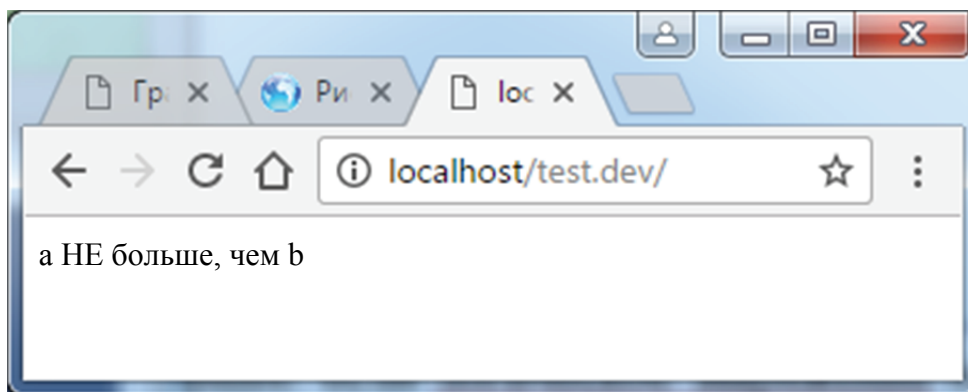 Гр
Ри
loc
localhost/test.dev/
a НЕ больше, чем b